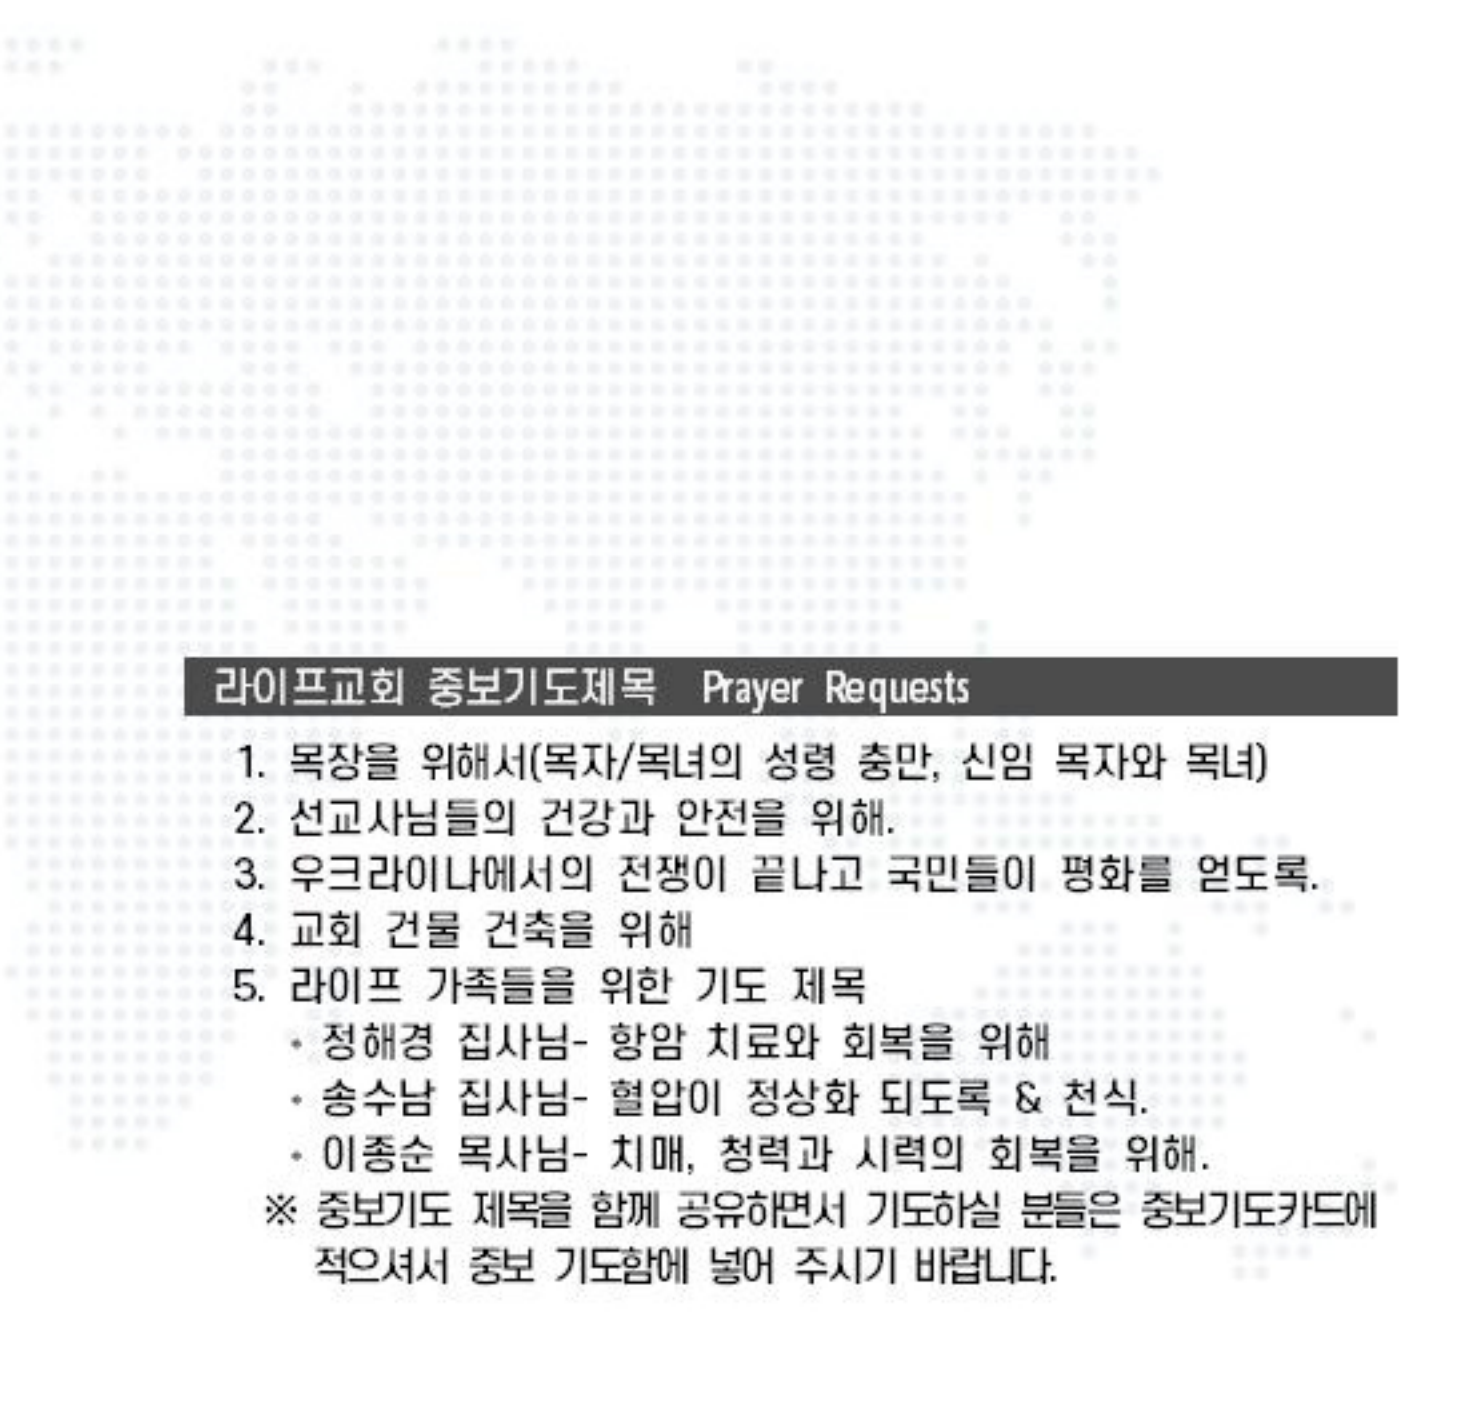 라이프교회 중보기도제목 Prayer Requests
1. 목장을 위해서(목자/목녀의 성령 충만, 신임 목자와 목녀)
2. 선교사님들의 건강과 안전을 위해.
3. 우크라이나에서의 전쟁이 끝나고 국민들이 평화를 얻도록.
4. 교회 건물 건축을 위해
5. 라이프 가족들을 위한 기도 제목
• 정해경 집사님- 항암 치료와 회복을 위해
• 송수남 집사님- 혈압이 정상화 되도록 & 천식.
• 이종순 목사님- 치매, 청력과 시력의 회복을 위해.
※ 중보기도 제목을 함께 공유하면서 기도하실 분들은 중보기도카드에
적으셔서 중보 기도함에 넣어 주시기 바랍니다.